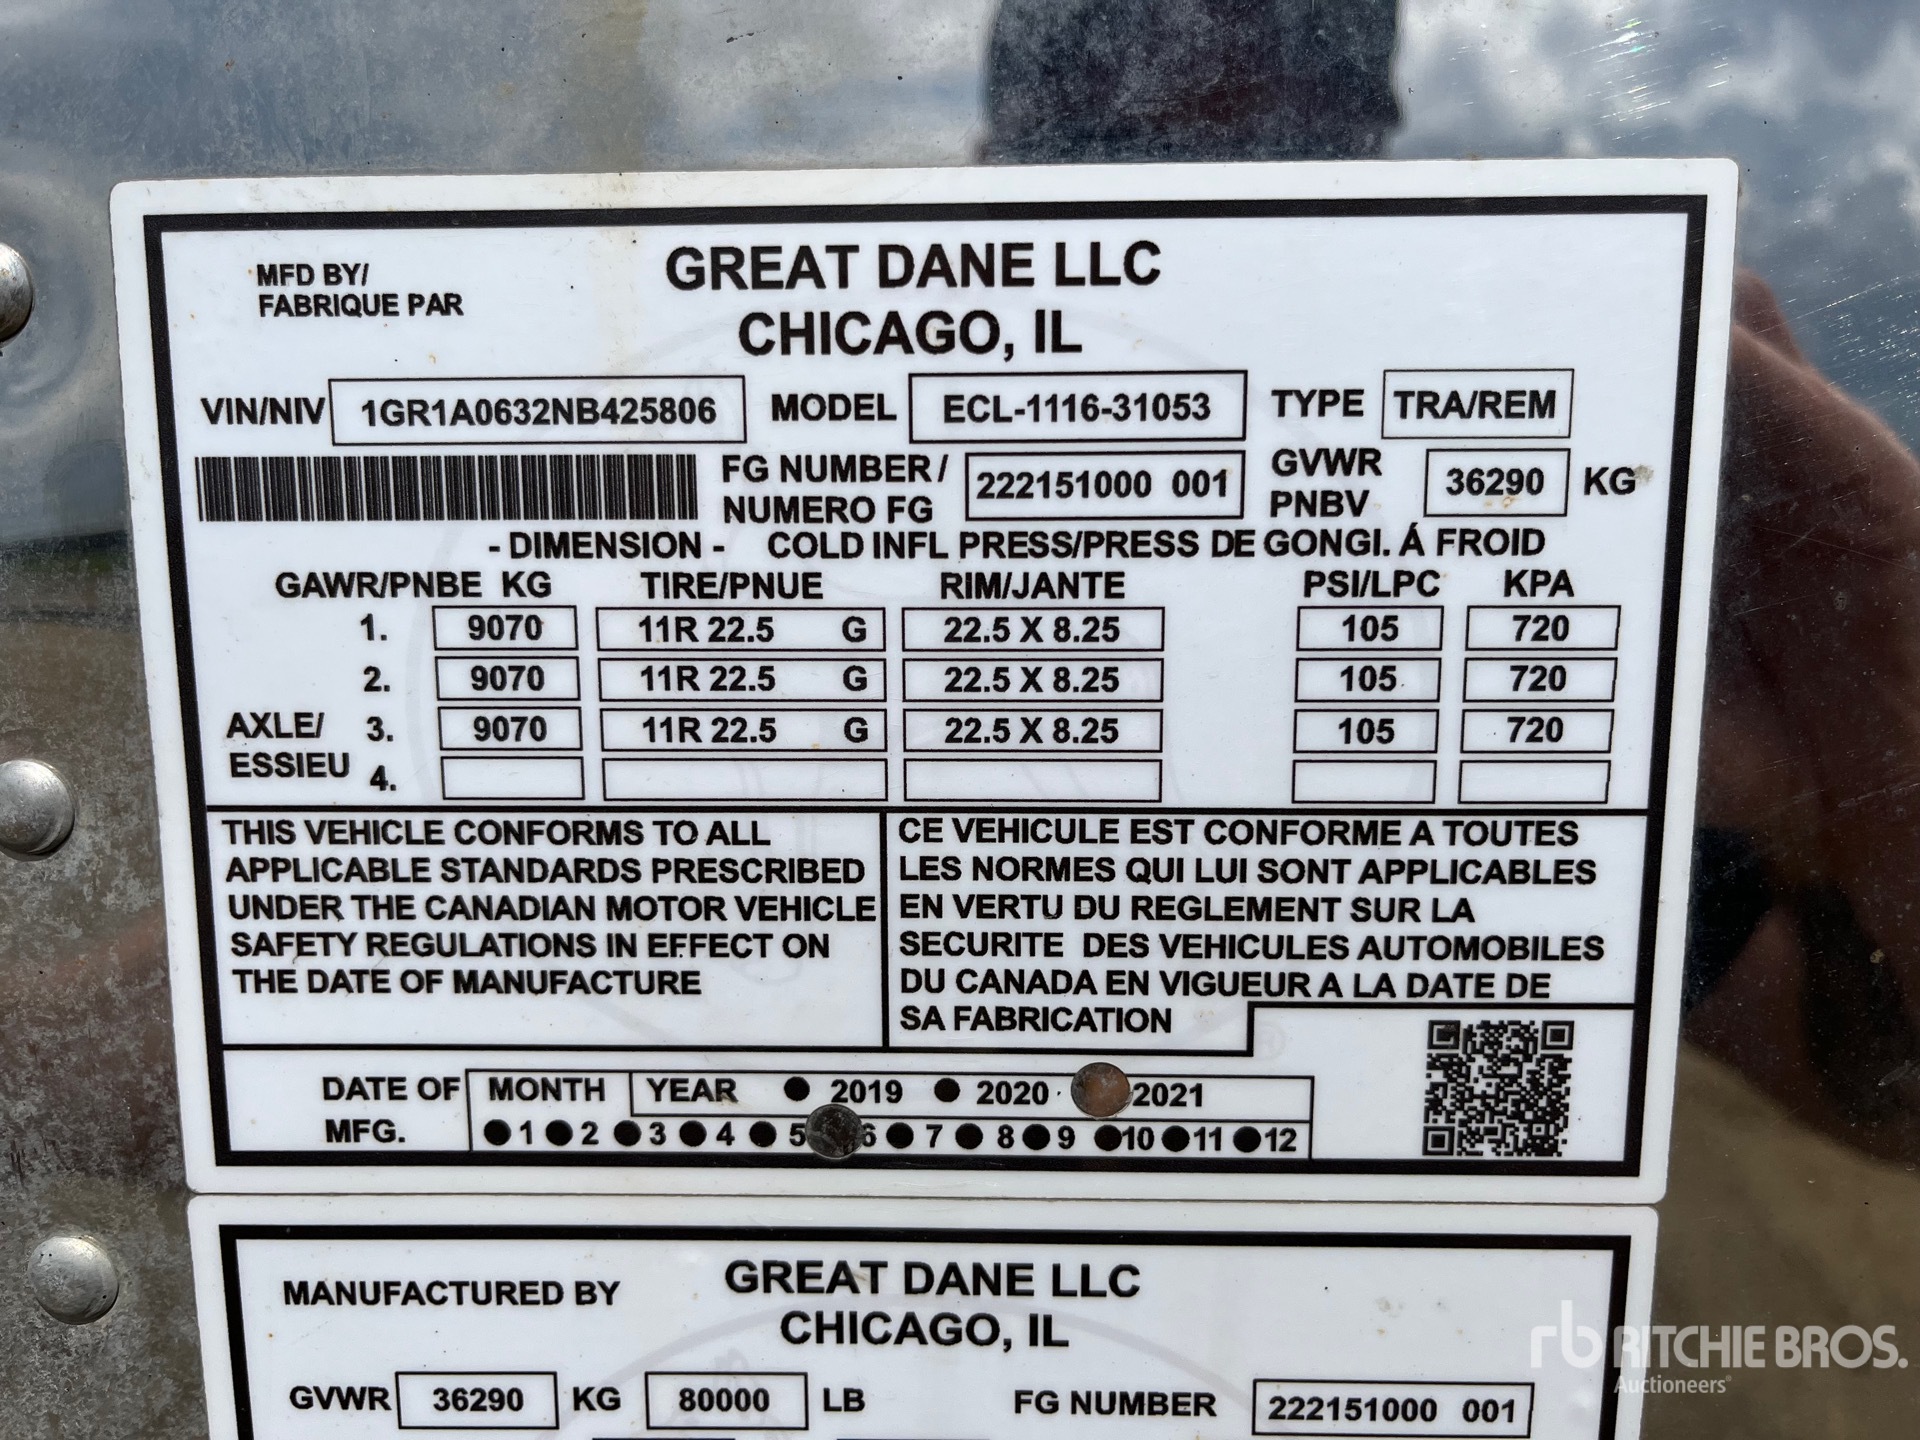 MFD BY/
FABRIQUE PAR
GREAT DANE LLC
CHICAGO, IL
VIN/NIV 1GR1A0632NB425806 MODEL ECL-1116-31053 TYPE TRA/REM
FG NUMBER / NUMERO FG 222151000 001 GVWR PNBV 36290 KG
- DIMENSION - COLD INFL PRESS/PRESS DE GONGI. Á FROID
GAWR/PNBE KG TIRE/PNUE RIM/JANTE PSI/LPC KPA
1. 9070 11R 22.5 G 22.5 X 8.25 105 720
2. 9070 11R 22.5 G 22.5 X 8.25 105 720
AXLE/ 3. 9070 11R 22.5 G 22.5 X 8.25 105 720
ESSIEU 4.
THIS VEHICLE CONFORMS TO ALL
APPLICABLE STANDARDS PRESCRIBED
UNDER THE CANADIAN MOTOR VEHICLE
SAFETY REGULATIONS IN EFFECT ON
THE DATE OF MANUFACTURE
CE VEHICULE EST CONFORME A TOUTES
LES NORMES QUI LUI SONT APPLICABLES
EN VERTU DU REGLEMENT SUR LA
SECURITE DES VEHICULES AUTOMOBILES
DU CANADA EN VIGUEUR A LA DATE DE
SA FABRICATION
DATE OF MONTH YEAR ● 2019 ● 2020 2021
MFG. ● 1 ● 2 ● 3 ● 4 ● 5 6 ● 7 ● 8 ● 9 ● 10 ● 11 ● 12
MANUFACTURED BY
GREAT DANE LLC
CHICAGO, IL
GVWR 36290 KG 80000 LB FG NUMBER 222151000 001
rb RITCHIE BROS.
Auctioneers